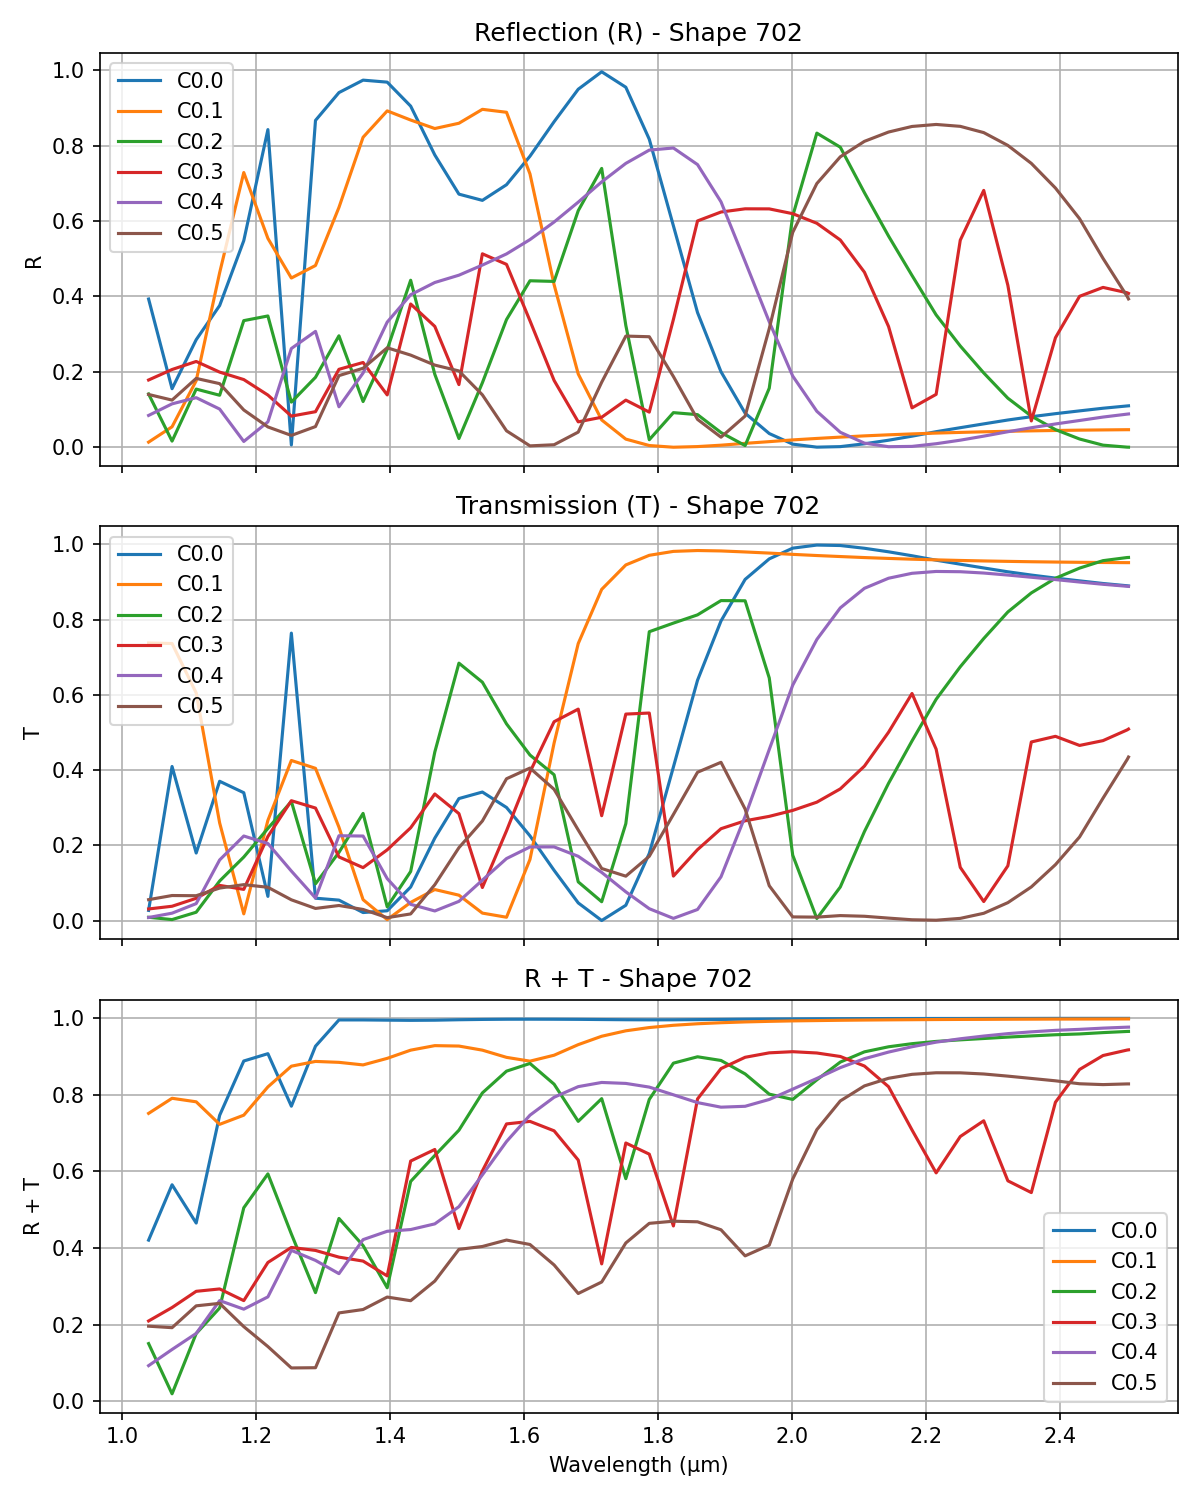 Reflection (R) - Shape 702
1.0
0.8
0.6
0.4
0.2
0.0
R
C0.0
C0.1
C0.2
C0.3
C0.4
C0.5
Transmission (T) - Shape 702
1.0
0.8
0.6
0.4
0.2
0.0
T
C0.0
C0.1
C0.2
C0.3
C0.4
C0.5
R + T - Shape 702
1.0
0.8
0.6
0.4
0.2
0.0
R + T
C0.0
C0.1
C0.2
C0.3
C0.4
C0.5
1.0 1.2 1.4 1.6 1.8 2.0 2.2 2.4
Wavelength (μm)